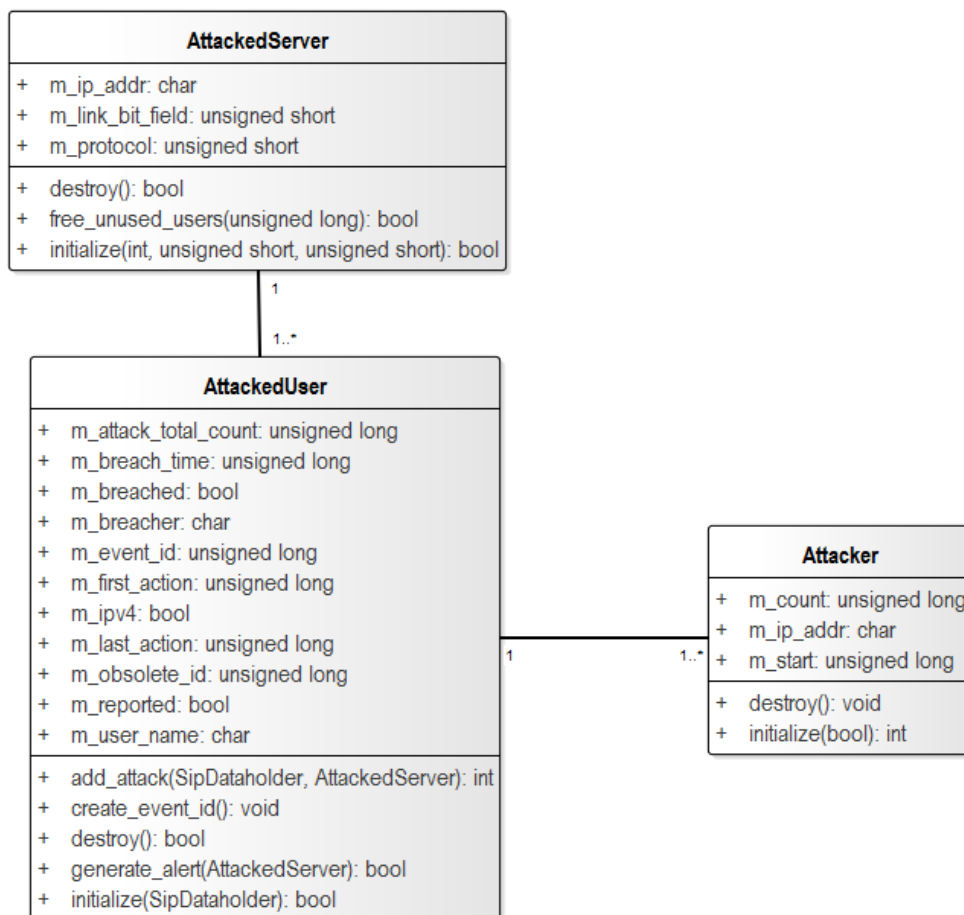 AttackedServer
+ m_ip_addr: char
+ m_link_bit_field: unsigned short
+ m_protocol: unsigned short
+ destroy(): bool
+ free_unused_users(unsigned long): bool
+ initialize(int, unsigned short, unsigned short): bool
1
1..*
AttackedUser
+ m_attack_total_count: unsigned long
+ m_breach_time: unsigned long
+ m_breached: bool
+ m_breacher: char
+ m_event_id: unsigned long
+ m_first_action: unsigned long
+ m_ipv4: bool
+ m_last_action: unsigned long
+ m_obsolete_id: unsigned long
+ m_reported: bool
+ m_user_name: char
+ add_attack(SipDataholder, AttackedServer): int
+ create_event_id(): void
+ destroy(): bool
+ generate_alert(AttackedServer): bool
+ initialize(SipDataholder): bool
1
1..*
Attacker
+ m_count: unsigned long
+ m_ip_addr: char
+ m_start: unsigned long
+ destroy(): void
+ initialize(bool): int